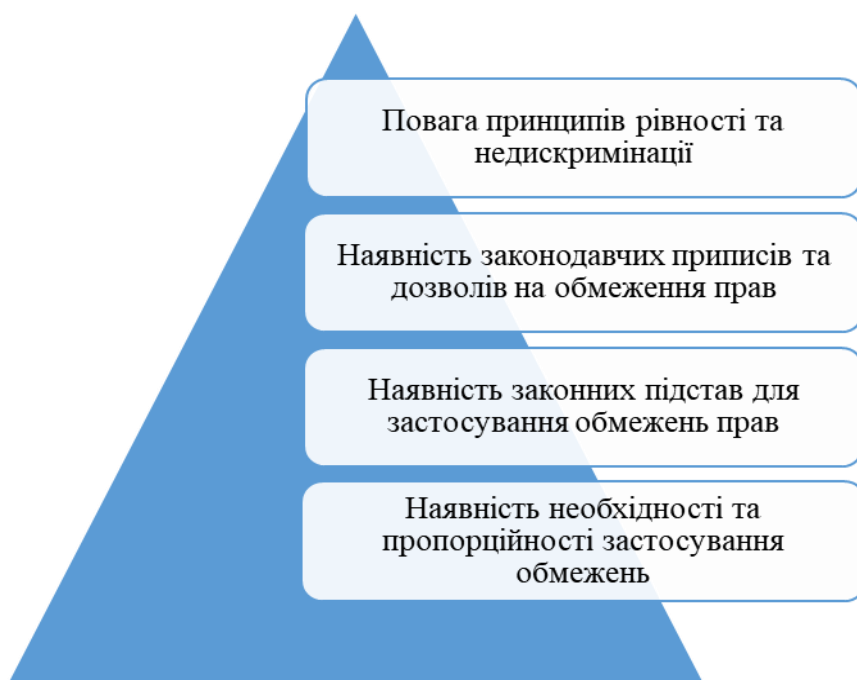 Повага принципів рівності та
недискримінації
Наявність законодавчих приписів та
дозволів на обмеження прав
Наявність законних підстав для
застосування обмежень прав
Наявність необхідності та
пропорційності застосування
обмежень